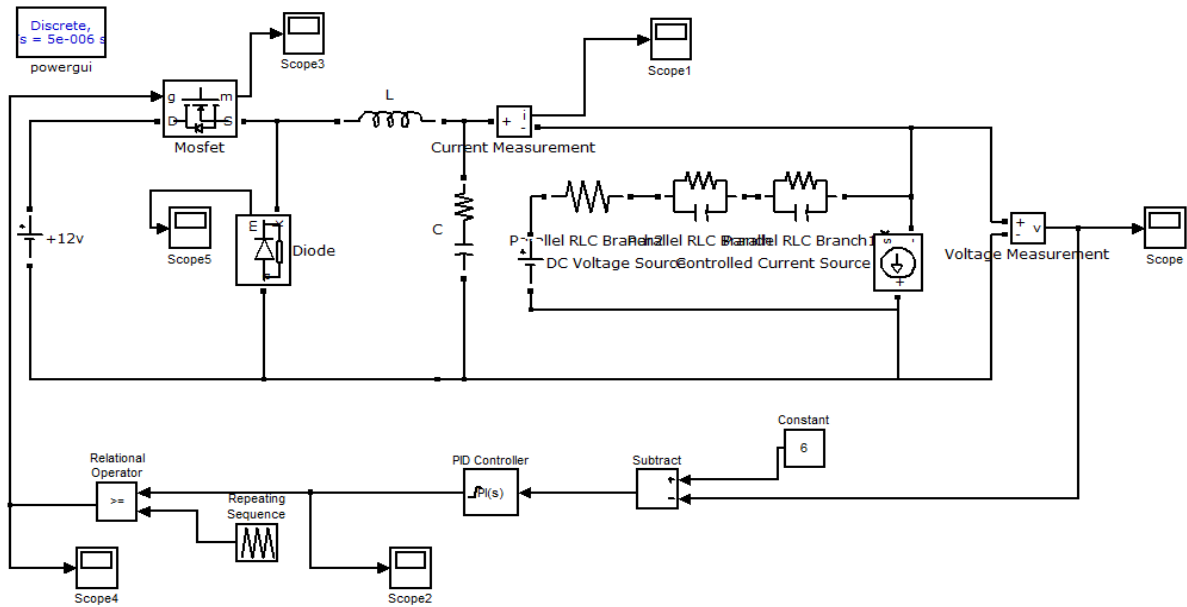 Discrete,
s = 5e-006 s
powergui
Scope3
Scope1
g
m
D
S
Mosfet
L
+
i
-
Current Measurement
+12v
E
Scope5
Diode
C
DC Voltage Source
Controlled Current Source
s
-
+
+
-
v
Voltage Measurement
Scope
Constant
6
Relational
Operator
>=
Repeating
Sequence
PID Controller
PI(s)
Subtract
+
−
Scope4
Scope2